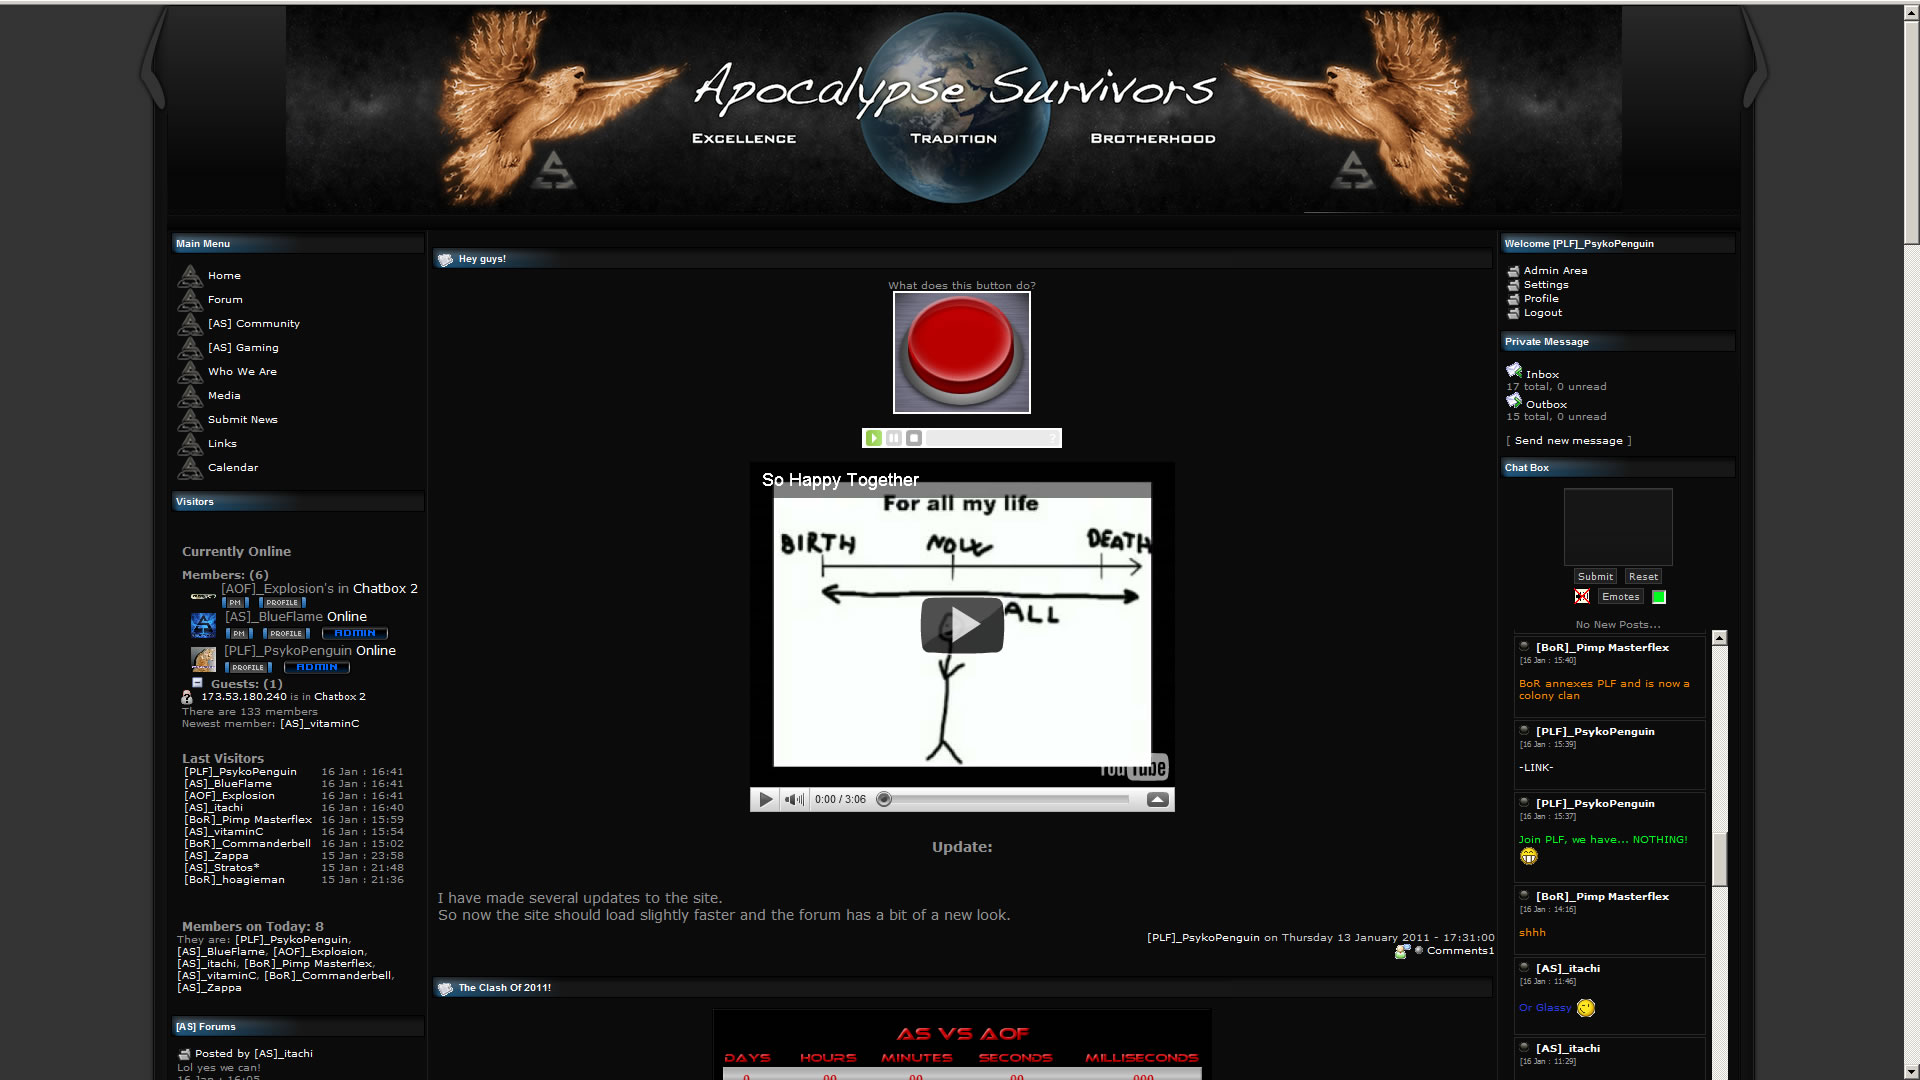 Apocalypse Survivors
Excellence Tradition Brotherhood
Main Menu
Home
Forum
[AS] Community
[AS] Gaming
Who We Are
Media
Submit News
Links
Calendar
Visitors
Currently Online
Members: (6)
[AOF]_Explosion's in Chatbox 2
PM PROFILE
[AS]_BlueFlame Online
PM PROFILE ADMIN
[PLF]_PsykoPenguin Online
PROFILE ADMIN
Guests: (1)
173.53.180.240 is in Chatbox 2
There are 133 members
Newest member: [AS]_vitaminC
Last Visitors
[PLF]_PsykoPenguin 16 Jan : 16:41
[AS]_BlueFlame 16 Jan : 16:41
[AOF]_Explosion 16 Jan : 16:41
[AS]_itachi 16 Jan : 16:40
[BoR]_Pimp Masterflex 16 Jan : 15:59
[AS]_vitaminC 16 Jan : 15:54
[BoR]_Commanderbell 16 Jan : 15:02
[AS]_Zappa 15 Jan : 23:58
[AS]_Stratos* 15 Jan : 21:48
[BoR]_hoagieman 15 Jan : 21:36
Members on Today: 8
They are: [PLF]_PsykoPenguin,
[AS]_BlueFlame, [AOF]_Explosion,
[AS]_itachi, [BoR]_Pimp Masterflex,
[AS]_vitaminC, [BoR]_Commanderbell,
[AS]_Zappa
[AS] Forums
Posted by [AS]_itachi
Lol yes we can!
16 Jan : 16:05
Hey guys!
What does this button do?
So Happy Together
For all my life
BIRTH NOW DEATH
ALL
YouTube
0:00 / 3:06
Update:
I have made several updates to the site.
So now the site should load slightly faster and the forum has a bit of a new look.
[PLF]_PsykoPenguin on Thursday 13 January 2011 - 17:31:00
Comments1
The Clash Of 2011!
AS VS AOF
DAYS HOURS MINUTES SECONDS MILLISECONDS
0 00 00 00 000
Welcome [PLF]_PsykoPenguin
Admin Area
Settings
Profile
Logout
Private Message
Inbox
17 total, 0 unread
Outbox
15 total, 0 unread
[ Send new message ]
Chat Box
Submit Reset
Emotes
No New Posts...
[BoR]_Pimp Masterflex
[16 Jan : 15:40]
BoR annexes PLF and is now a
colony clan
[PLF]_PsykoPenguin
[16 Jan : 15:39]
-LINK-
[PLF]_PsykoPenguin
[16 Jan : 15:37]
Join PLF, we have... NOTHING!
[BoR]_Pimp Masterflex
[16 Jan : 14:16]
shhh
[AS]_itachi
[16 Jan : 11:46]
Or Glassy
[AS]_itachi
[16 Jan : 11:29]